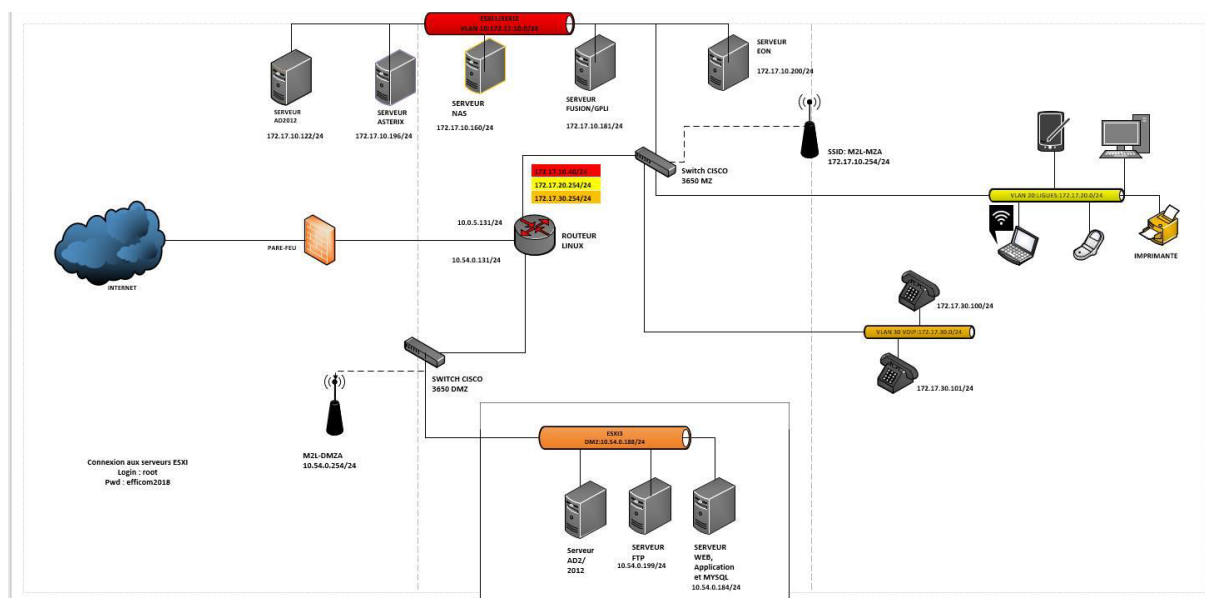 ESXI1/ESXI2
VLAN 10:172.17.10.0/24
SERVEUR
AD2012
172.17.10.122/24
SERVEUR
ASTERIX
172.17.10.196/24
SERVEUR
NAS
172.17.10.160/24
SERVEUR
FUSION/GPLI
172.17.10.181/24
SERVEUR
EON
172.17.10.200/24
SSID: M2L-MZA
172.17.10.254/24
Switch CISCO
3650 MZ
172.17.20.254/24
172.17.30.254/24
10.0.5.131/24
10.54.0.131/24
ROUTEUR
LINUX
PARE-FEU
INTERNET
VLAN 20:LIGUES:172.17.20.0/24
IMPRIMANTE
172.17.30.100/24
VLAN 30 VOIP:172.17.30.0/24
172.17.30.101/24
SWITCH CISCO
3650 DMZ
M2L-DMZA
10.54.0.254/24
Connexion aux serveurs ESXI
Login : root
Pwd : efficom2018
ESXI3
DMZ:10.54.0.188/24
Serveur
AD2/
2012
SERVEUR
FTP
10.54.0.199/24
SERVEUR
WEB,
Application
et MYSQL
10.54.0.184/24